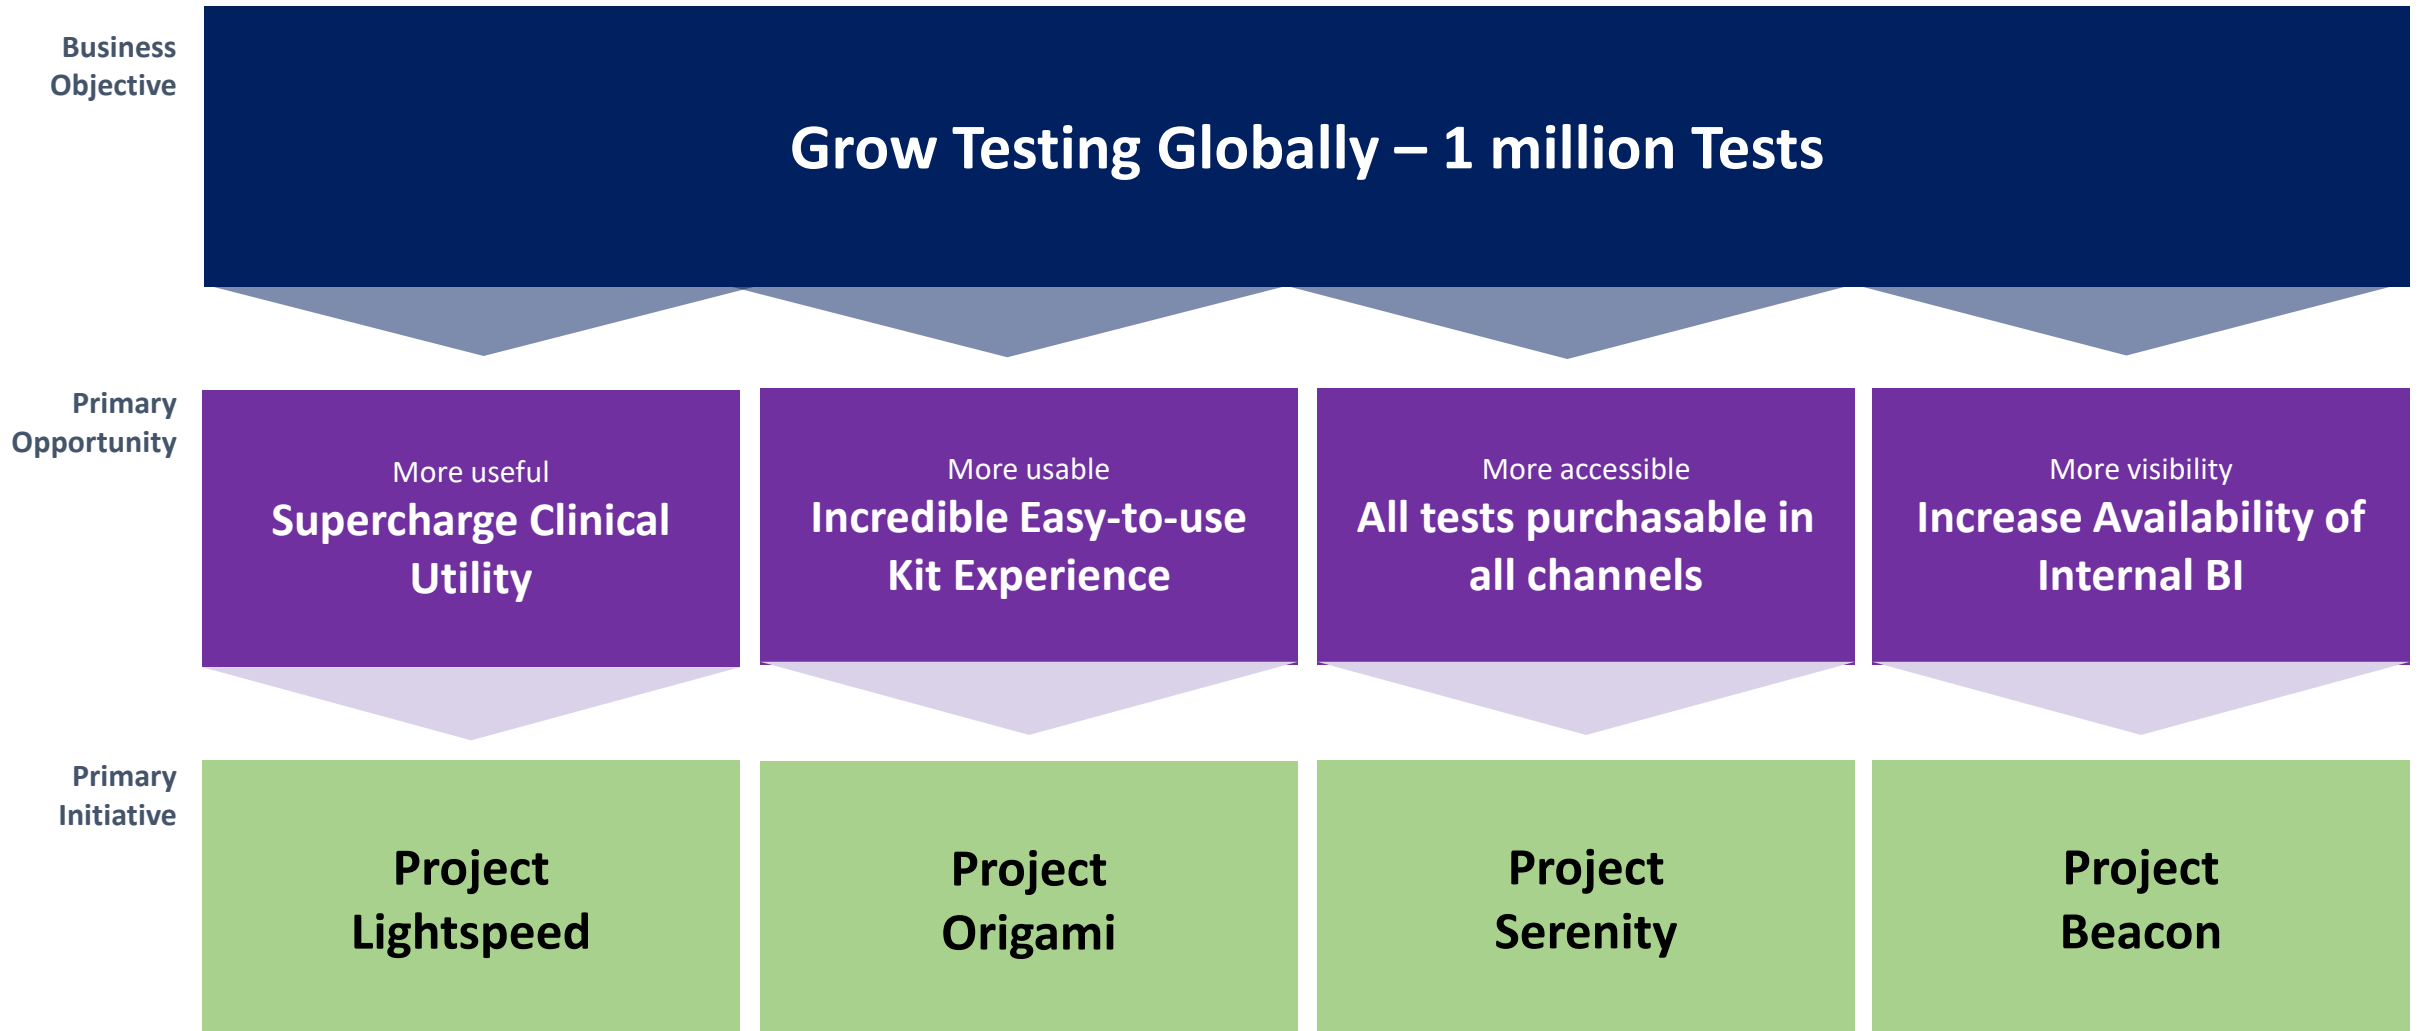 Business
Objective
Grow Testing Globally – 1 million Tests
Primary
Opportunity
More useful
Supercharge Clinical
Utility
More usable
Incredible Easy-to-use
Kit Experience
More accessible
All tests purchasable in
all channels
More visibility
Increase Availability of
Internal BI
Primary
Initiative
Project
Lightspeed
Project
Origami
Project
Serenity
Project
Beacon